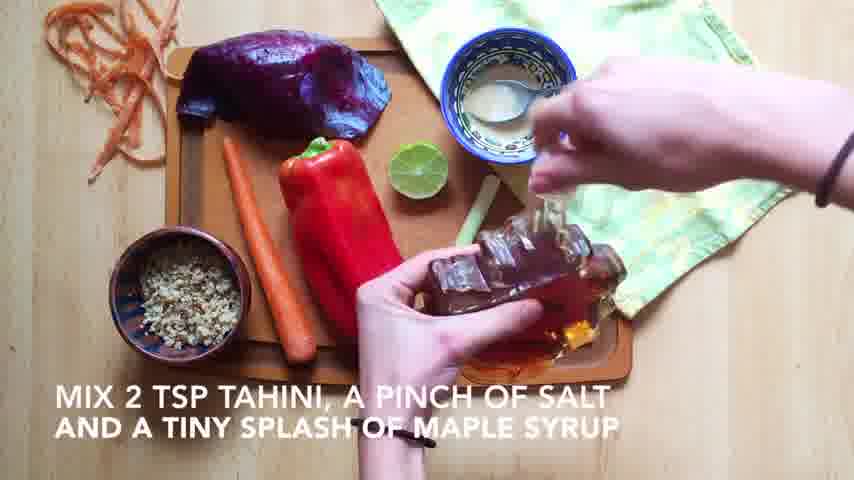 MIX 2 TSP TAHINI, A PINCH OF SALT
AND A TINY SPLASH OF MAPLE SYRUP